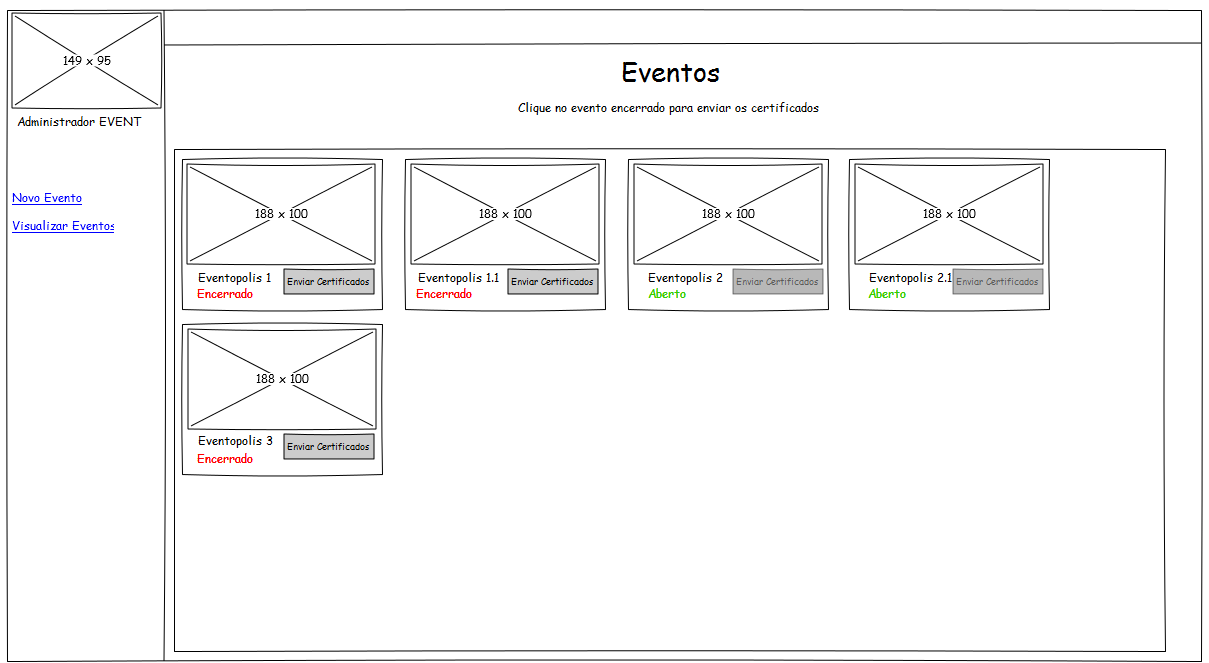 149 x 95
Administrador EVENT
Novo Evento
Visualizar Eventos
Eventos
Clique no evento encerrado para enviar os certificados
188 x 100
Eventopolis 1
Encerrado
Enviar Certificados
188 x 100
Eventopolis 1.1
Encerrado
Enviar Certificados
188 x 100
Eventopolis 2
Aberto
Enviar Certificados
188 x 100
Eventopolis 2.1
Aberto
Enviar Certificados
188 x 100
Eventopolis 3
Encerrado
Enviar Certificados